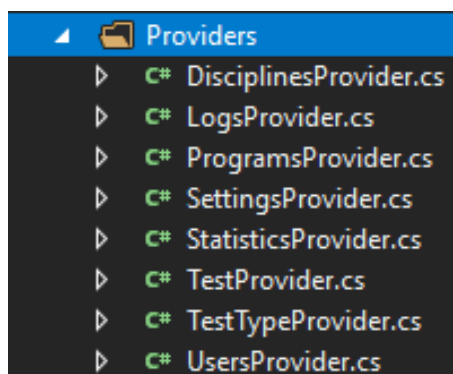 Providers
C# DisciplinesProvider.cs
C# LogsProvider.cs
C# ProgramsProvider.cs
C# SettingsProvider.cs
C# StatisticsProvider.cs
C# TestProvider.cs
C# TestTypeProvider.cs
C# UsersProvider.cs